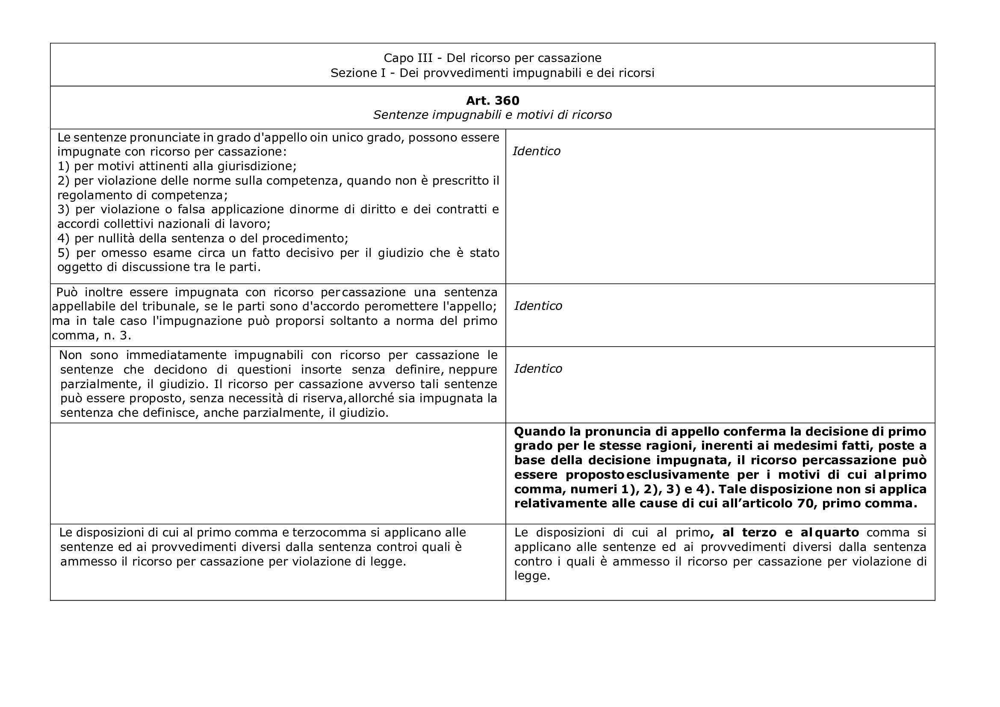 Capo III - Del ricorso per cassazione
Sezione I - Dei provvedimenti impugnabili e dei ricorsi
Art. 360
Sentenze impugnabili e motivi di ricorso
Le sentenze pronunciate in grado d'appello oin unico grado, possono essere
impugnate con ricorso per cassazione:
1) per motivi attinenti alla giurisdizione;
2) per violazione delle norme sulla competenza, quando non è prescritto il
regolamento di competenza;
3) per violazione o falsa applicazione dinorme di diritto e dei contratti e
accordi collettivi nazionali di lavoro;
4) per nullità della sentenza o del procedimento;
5) per omesso esame circa un fatto decisivo per il giudizio che è stato
oggetto di discussione tra le parti.
Identico
Può inoltre essere impugnata con ricorso percassazione una sentenza
appellabile del tribunale, se le parti sono d'accordo peromettere l'appello;
ma in tale caso l'impugnazione può proporsi soltanto a norma del primo
comma, n. 3.
Identico
Non sono immediatamente impugnabili con ricorso per cassazione le
sentenze che decidono di questioni insorte senza definire, neppure
parzialmente, il giudizio. Il ricorso per cassazione avverso tali sentenze
può essere proposto, senza necessità di riserva,allorché sia impugnata la
sentenza che definisce, anche parzialmente, il giudizio.
Identico
Quando la pronuncia di appello conferma la decisione di primo
grado per le stesse ragioni, inerenti ai medesimi fatti, poste a
base della decisione impugnata, il ricorso percassazione può
essere propostoesclusivamente per i motivi di cui alprimo
comma, numeri 1), 2), 3) e 4). Tale disposizione non si applica
relativamente alle cause di cui all’articolo 70, primo comma.
Le disposizioni di cui al primo comma e terzocomma si applicano alle
sentenze ed ai provvedimenti diversi dalla sentenza controi quali è
ammesso il ricorso per cassazione per violazione di legge.
Le disposizioni di cui al primo, al terzo e alquarto comma si
applicano alle sentenze ed ai provvedimenti diversi dalla sentenza
contro i quali è ammesso il ricorso per cassazione per violazione di
legge.